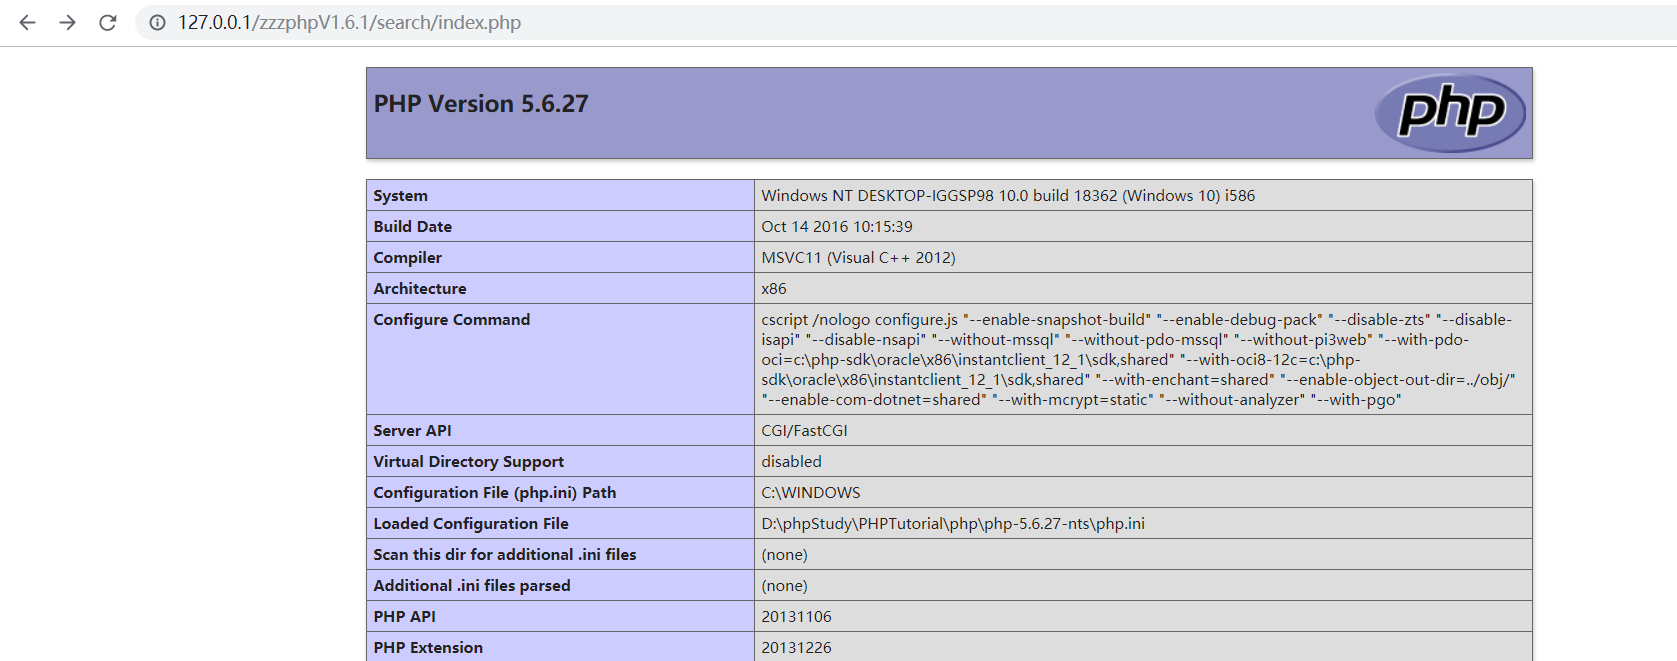 127.0.0.1/zzzphpV1.6.1/search/index.php
PHP Version 5.6.27
php
System Windows NT DESKTOP-IGGSP98 10.0 build 18362 (Windows 10) i586
Build Date Oct 14 2016 10:15:39
Compiler MSVC11 (Visual C++ 2012)
Architecture x86
Configure Command cscript /nologo configure.js "--enable-snapshot-build" "--enable-debug-pack" "--disable-zts" "--disable-
isapi" "--disable-nsapi" "--without-mssql" "--without-pdo-mssql" "--without-pi3web" "--with-pdo-
oci=c:\php-sdk\oracle\x86\instantclient_12_1\sdk,shared" "--with-oci8-12c=c:\php-
sdk\oracle\x86\instantclient_12_1\sdk,shared" "--with-enchant=shared" "--enable-object-out-dir=../obj/"
"--enable-com-dotnet=shared" "--with-mcrypt=static" "--without-analyzer" "--with-pgo"
Server API CGI/FastCGI
Virtual Directory Support disabled
Configuration File (php.ini) Path C:\WINDOWS
Loaded Configuration File D:\phpStudy\PHPTutorial\php\php-5.6.27-nts\php.ini
Scan this dir for additional .ini files (none)
Additional .ini files parsed (none)
PHP API 20131106
PHP Extension 20131226